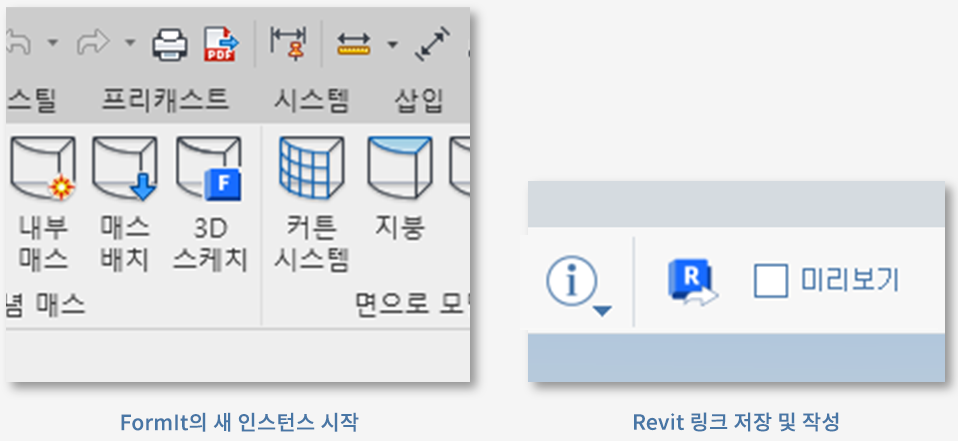 PDF
스틸 프리캐스트 시스템 삽입
F
내부 매스 3D 커튼 지붕
매스 배치 스케치 시스템
념 매스 면으로 모
R
미리보기
FormIt의 새 인스턴스 시작
Revit 링크 저장 및 작성